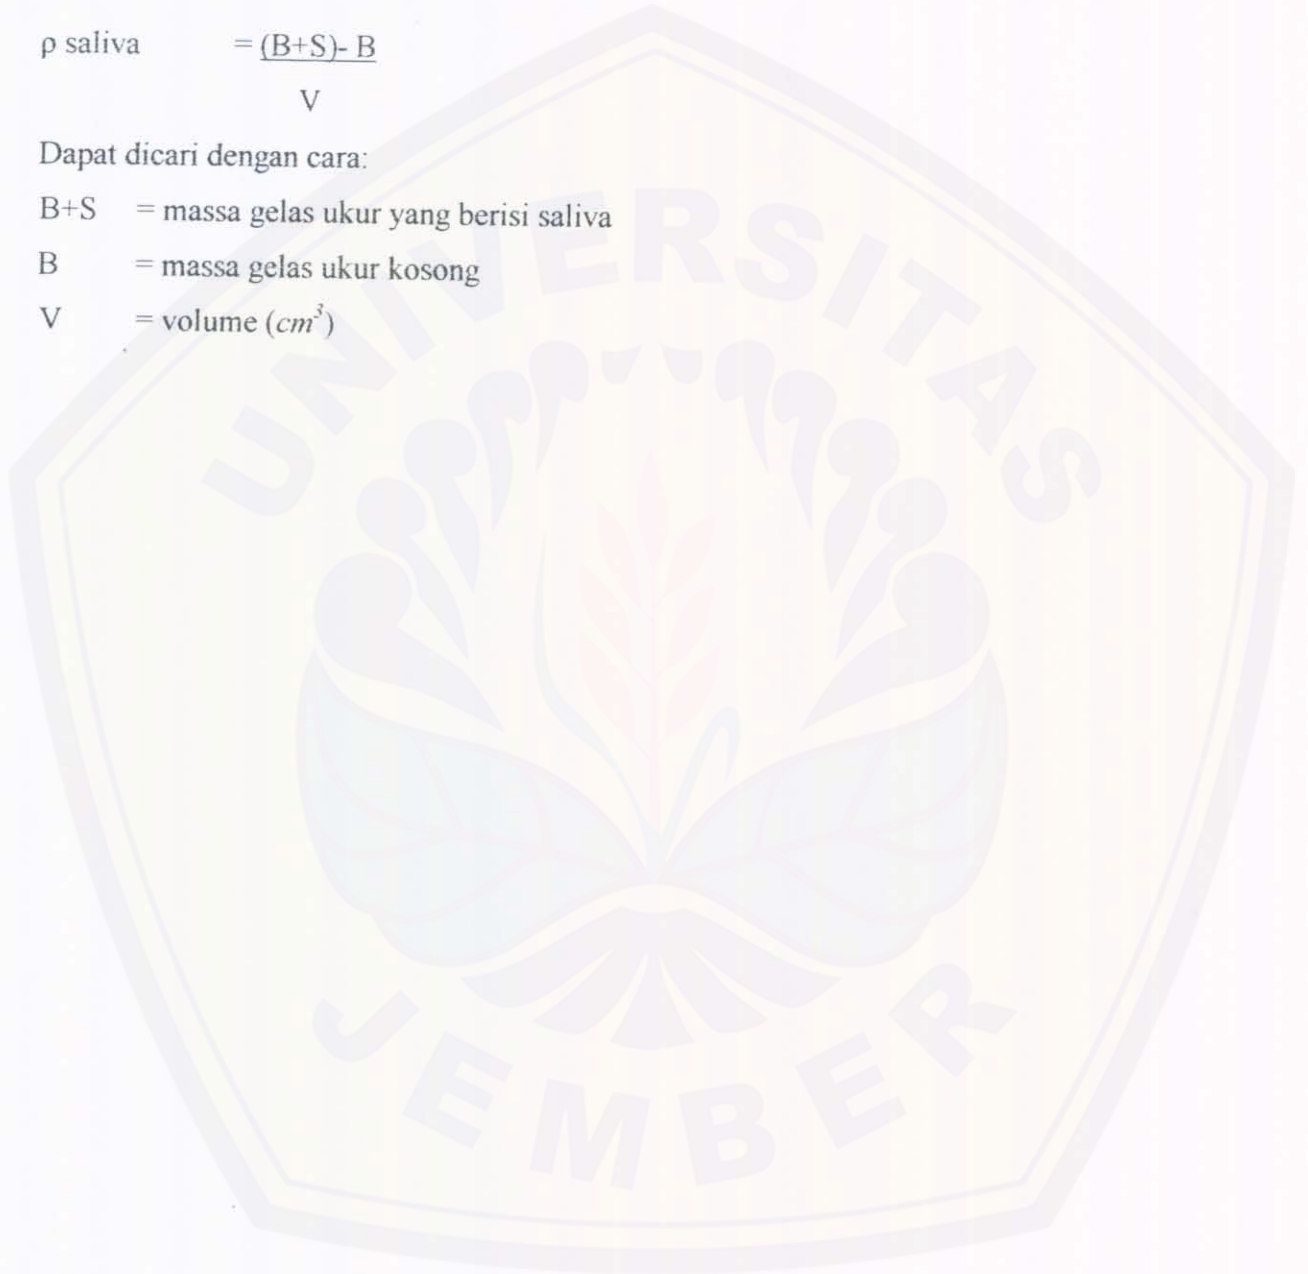 ρ saliva = (B+S)- B
V
Dapat dicari dengan cara:
B+S = massa gelas ukur yang berisi saliva
B = massa gelas ukur kosong
V = volume (cm³)
UNIVERSITAS
JEMBER